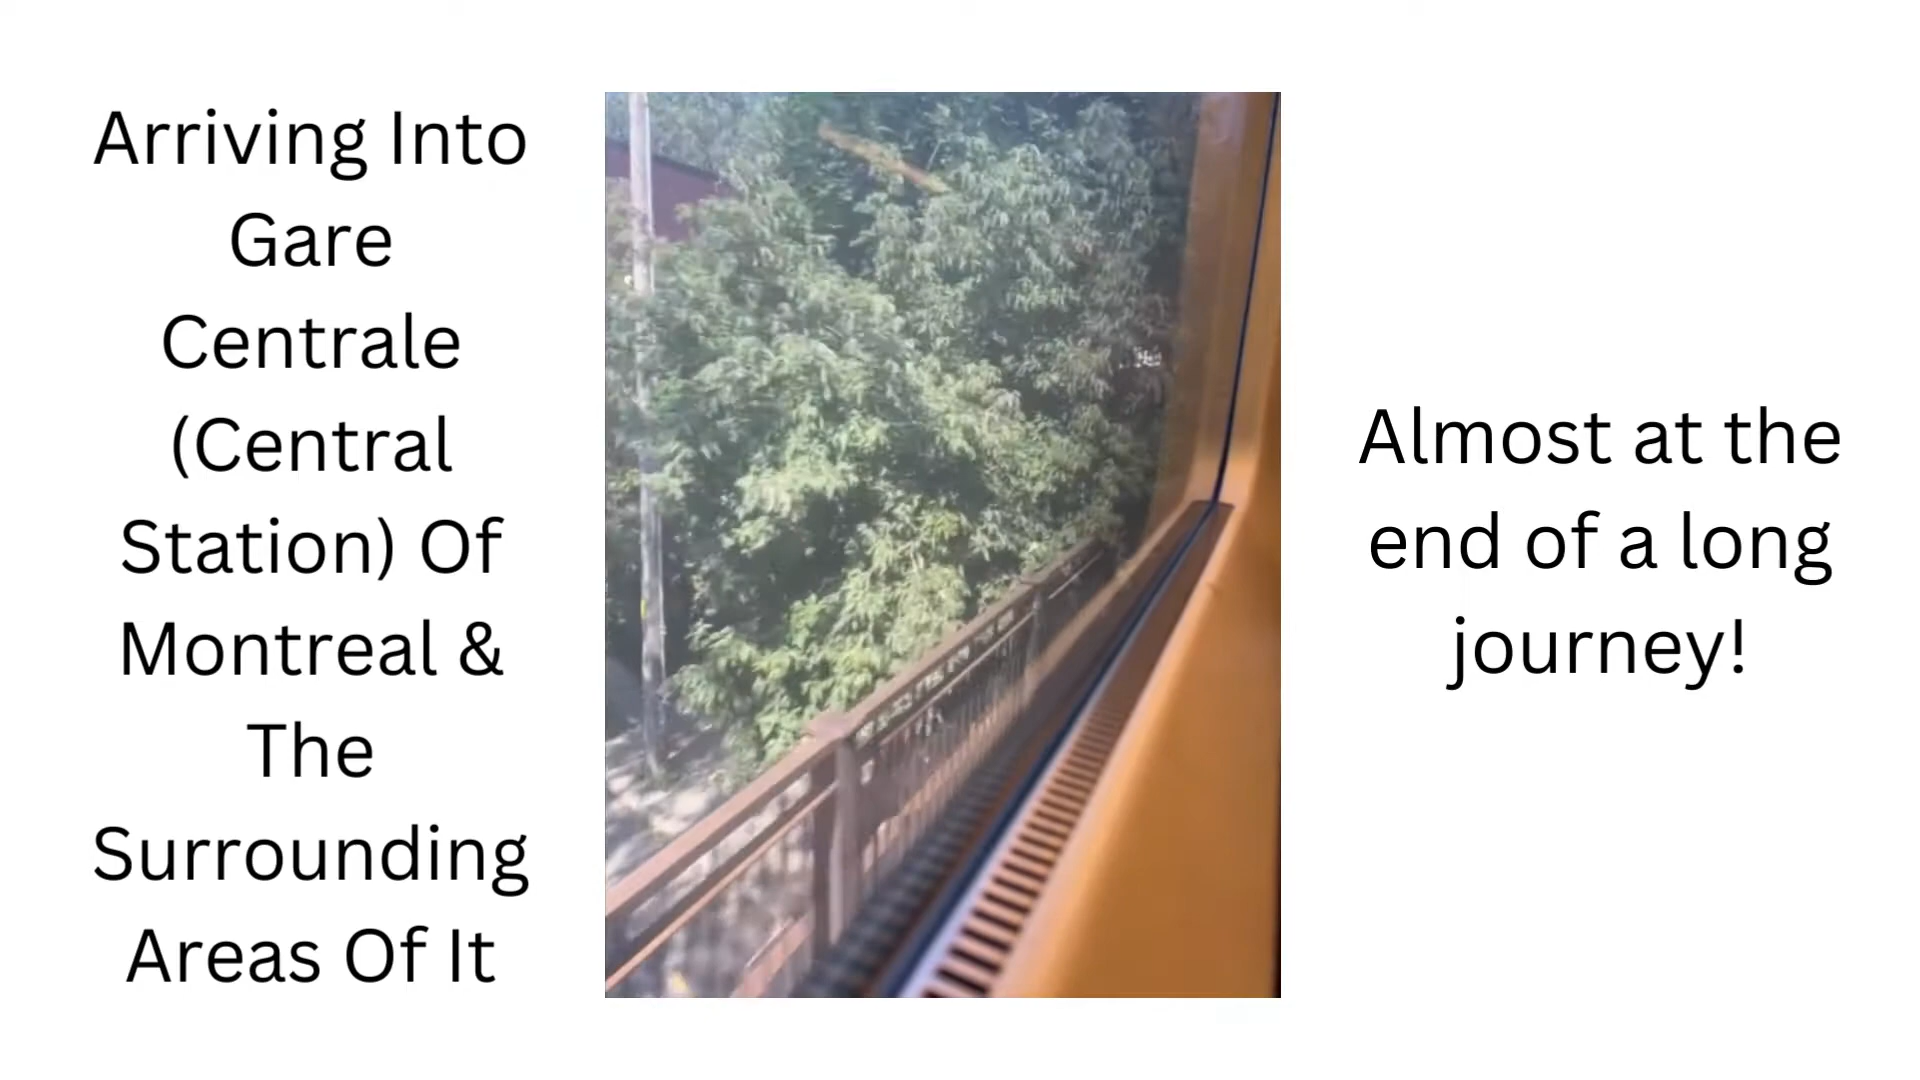 Arriving Into
Gare
Centrale
(Central
Station) Of
Montreal &
The
Surrounding
Areas Of It
Almost at the
end of a long
journey!